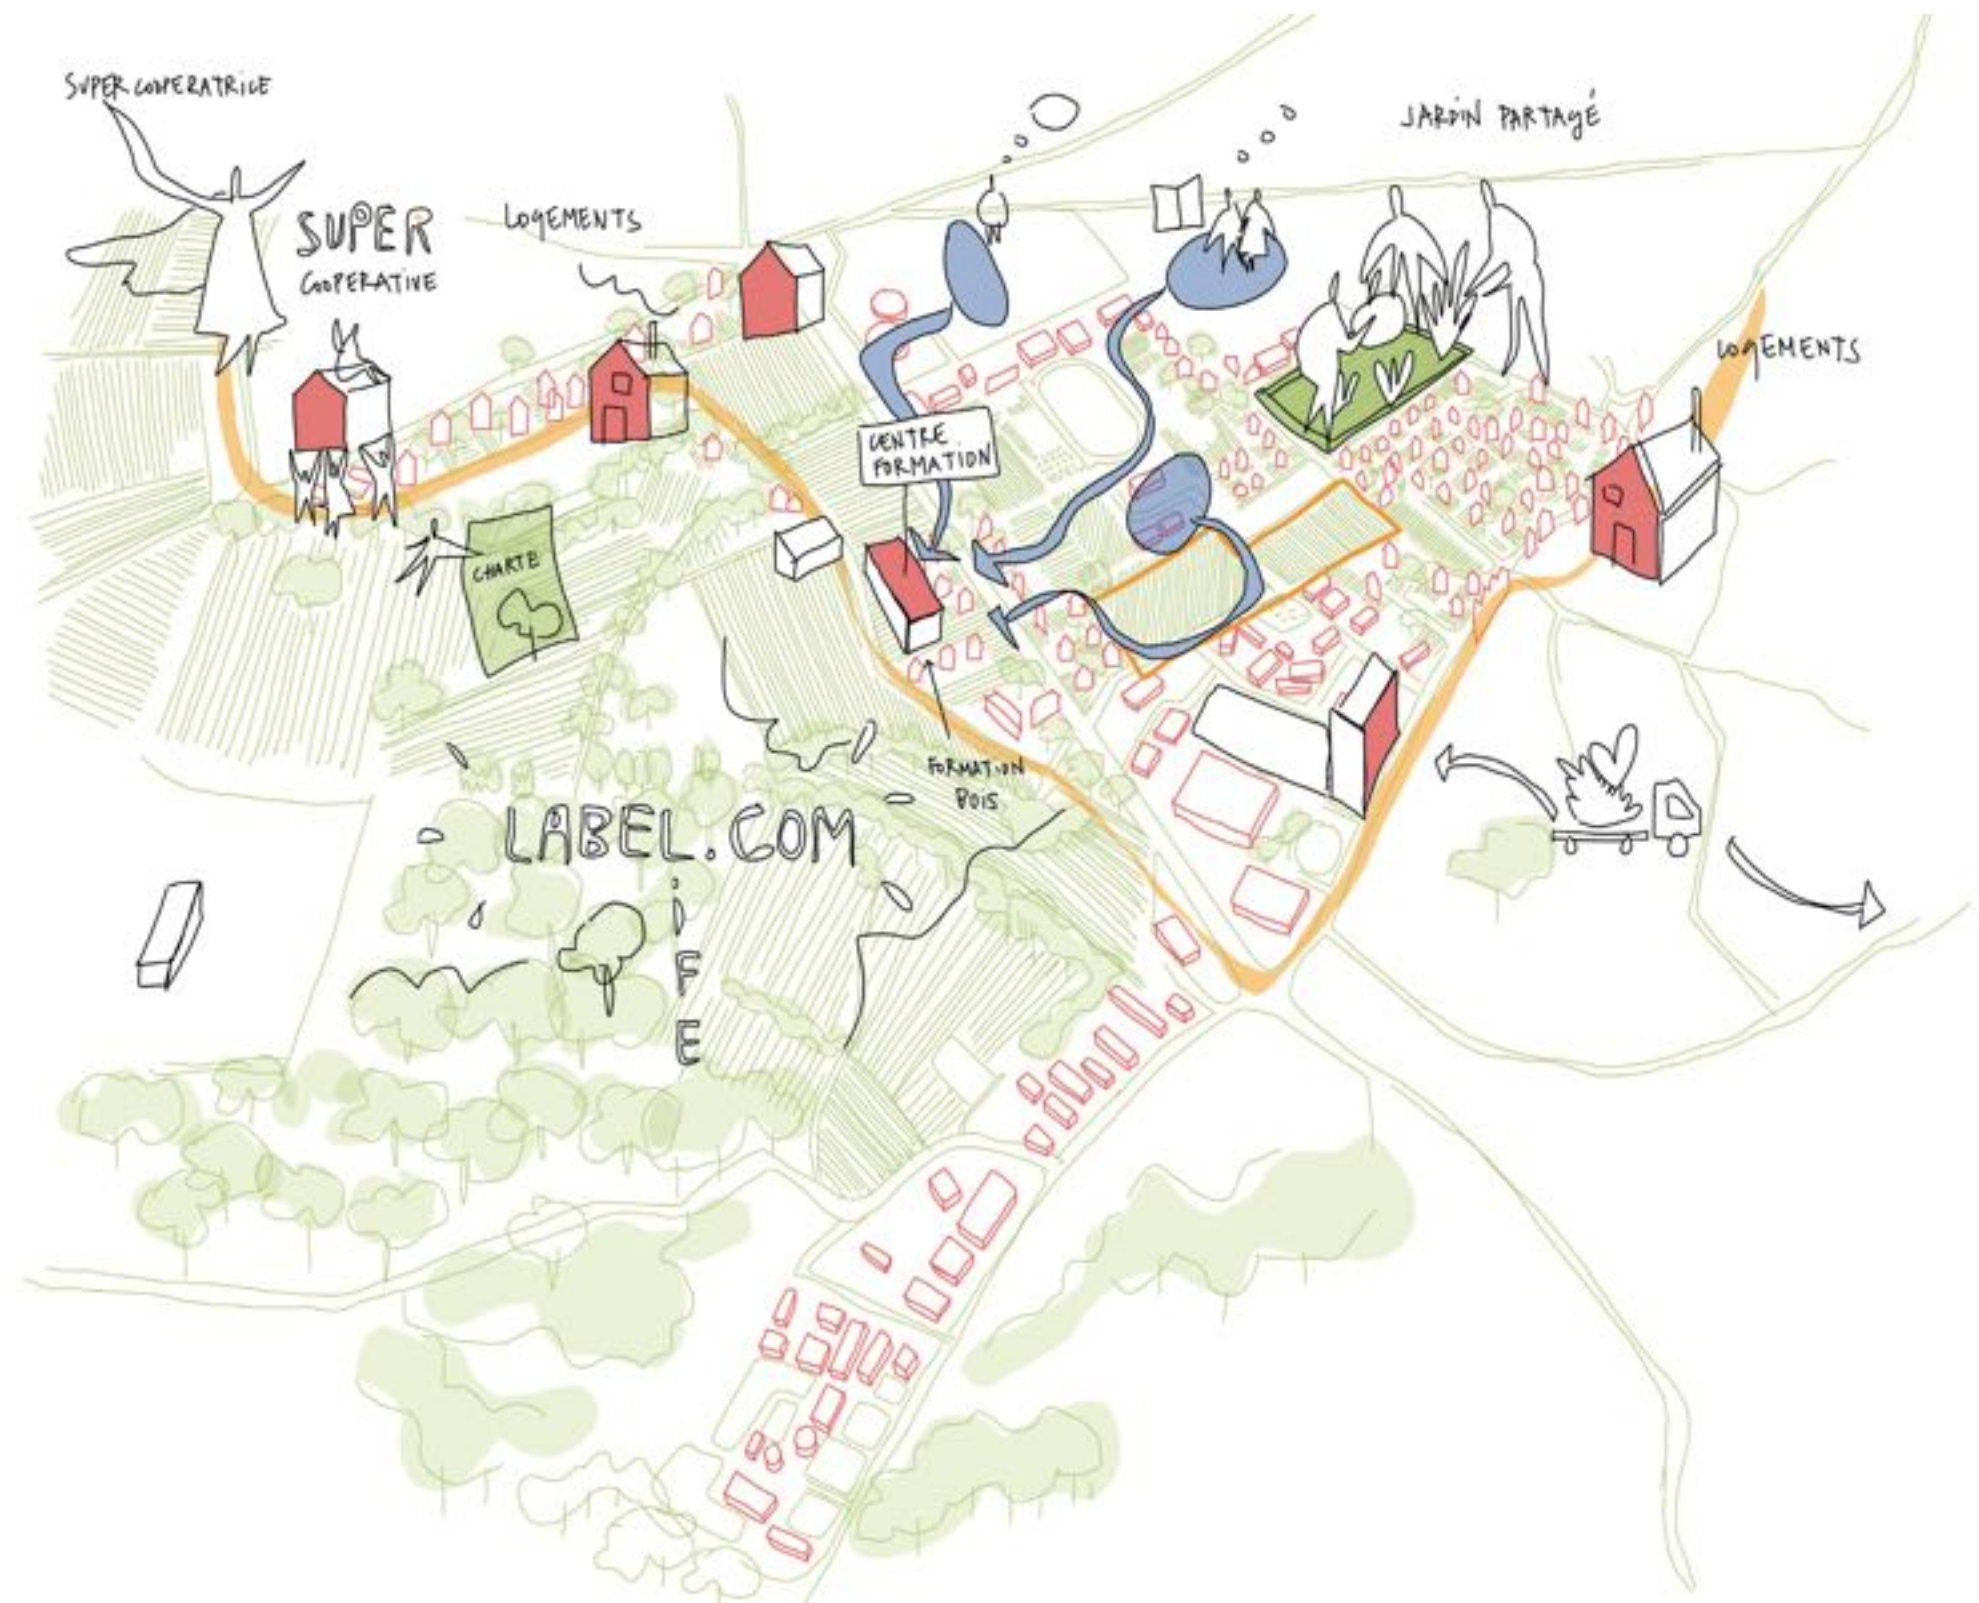 SUPER COOPERATRICE
SUPER
COOPERATIVE
LOGEMENTS
JARDIN PARTAGÉ
LOGEMENTS
CENTRE
FORMATION
CHARTE
FORMATION
BOIS
LABEL.COM
L
i
F
E